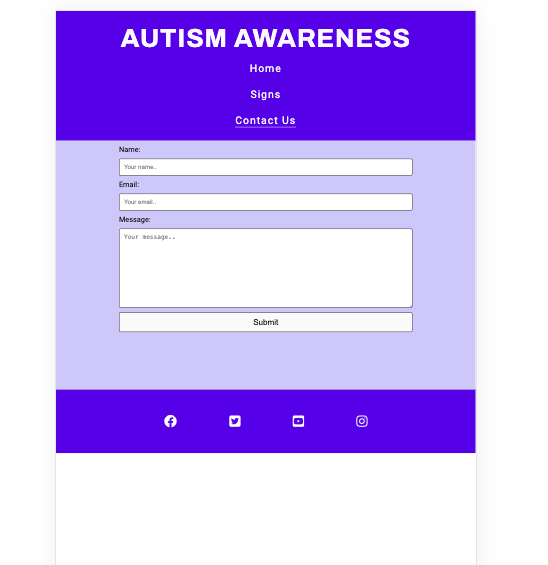 AUTISM AWARENESS
Home
Signs
Contact Us
Name:
Your name..
Email:
Your email..
Message:
Your message..
Submit